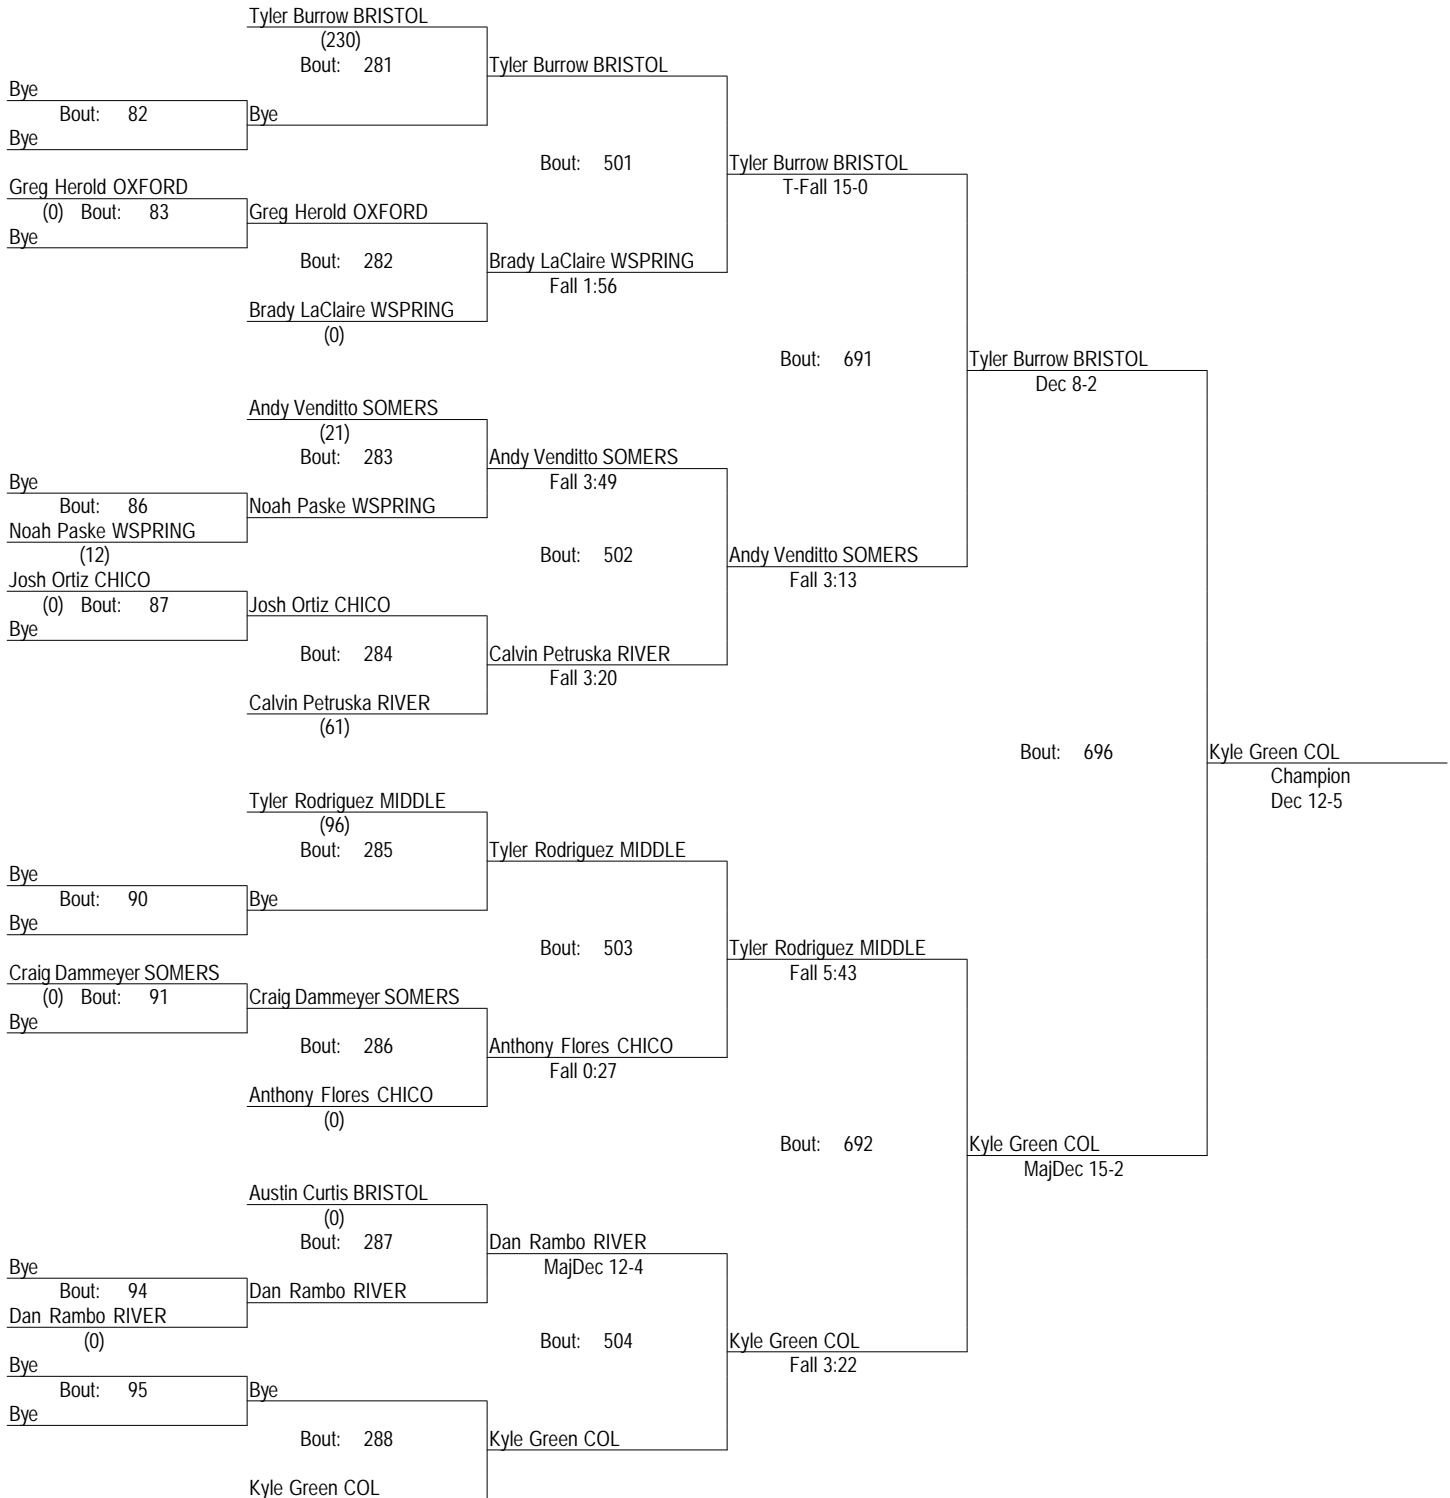 Tyler Burrow BRISTOL
(230)
Bout: 281
Tyler Burrow BRISTOL
Bye
Bout: 82
Bye
Bye
Bout: 501
Tyler Burrow BRISTOL
T-Fall 15-0
Greg Herold OXFORD
(0) Bout: 83
Greg Herold OXFORD
Bye
Bout: 282
Brady LaClaire WSPRING
Fall 1:56
Brady LaClaire WSPRING
(0)
Bout: 691
Tyler Burrow BRISTOL
Dec 8-2
Andy Venditto SOMERS
(21)
Bout: 283
Andy Venditto SOMERS
Fall 3:49
Bye
Bout: 86
Noah Paske WSPRING
Noah Paske WSPRING
(12)
Bout: 502
Andy Venditto SOMERS
Fall 3:13
Josh Ortiz CHICO
(0) Bout: 87
Josh Ortiz CHICO
Bye
Bout: 284
Calvin Petruska RIVER
Fall 3:20
Calvin Petruska RIVER
(61)
Bout: 696
Kyle Green COL
Champion
Dec 12-5
Tyler Rodriguez MIDDLE
(96)
Bout: 285
Tyler Rodriguez MIDDLE
Bye
Bout: 90
Bye
Bye
Bout: 503
Tyler Rodriguez MIDDLE
Fall 5:43
Craig Dammeyer SOMERS
(0) Bout: 91
Craig Dammeyer SOMERS
Bye
Bout: 286
Anthony Flores CHICO
Fall 0:27
Anthony Flores CHICO
(0)
Bout: 692
Kyle Green COL
MajDec 15-2
Austin Curtis BRISTOL
(0)
Bout: 287
Dan Rambo RIVER
MajDec 12-4
Bye
Bout: 94
Dan Rambo RIVER
Dan Rambo RIVER
(0)
Bout: 504
Kyle Green COL
Fall 3:22
Bye
Bout: 95
Bye
Bye
Bout: 288
Kyle Green COL
Kyle Green COL